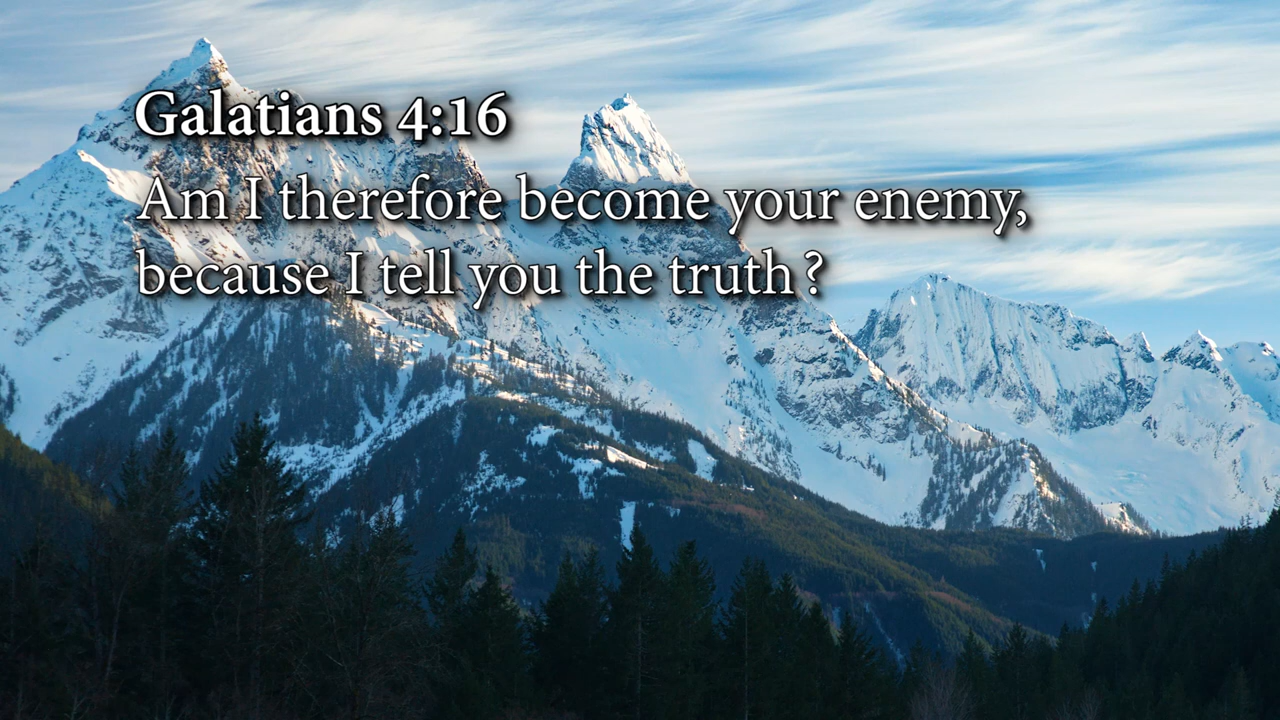 Galatians 4:16
Am I therefore become your enemy,
because I tell you the truth?